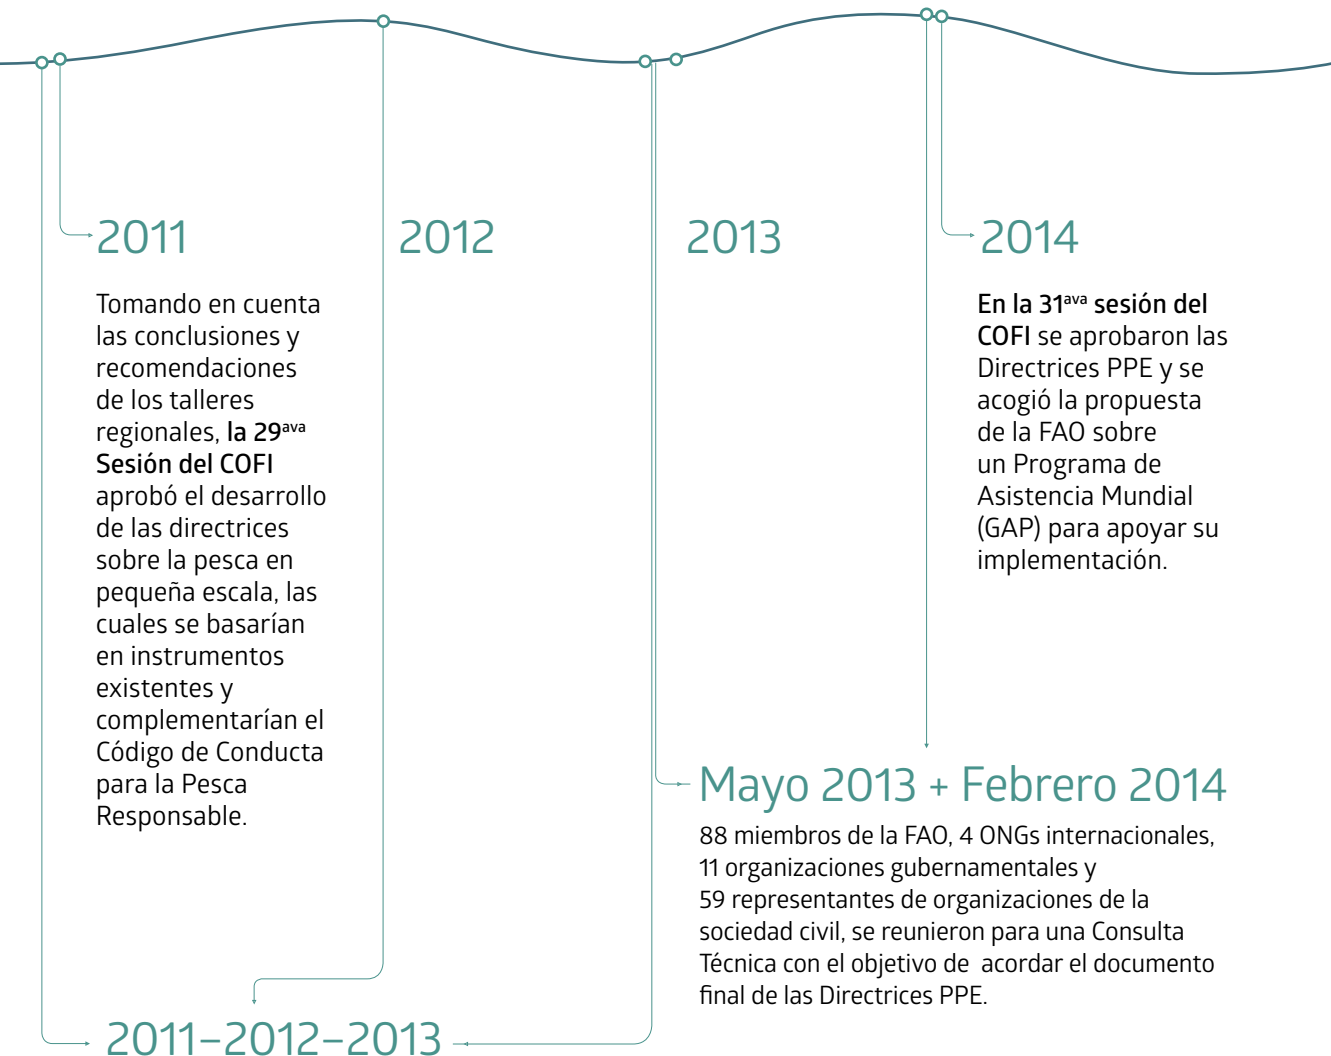 2011
Tomando en cuenta
las conclusiones y
recomendaciones
de los talleres
regionales, la 29ava
Sesión del COFI
aprobó el desarrollo
de las directrices
sobre la pesca en
pequeña escala, las
cuales se basarían
en instrumentos
existentes y
complementarían el
Código de Conducta
para la Pesca
Responsable.
2012
2013
2014
En la 31ava sesión del
COFI se aprobaron las
Directrices PPE y se
acogió la propuesta
de la FAO sobre
un Programa de
Asistencia Mundial
(GAP) para apoyar su
implementación.
Mayo 2013 + Febrero 2014
88 miembros de la FAO, 4 ONGs internacionales,
11 organizaciones gubernamentales y
59 representantes de organizaciones de la
sociedad civil, se reunieron para una Consulta
Técnica con el objetivo de acordar el documento
final de las Directrices PPE.
2011–2012–2013